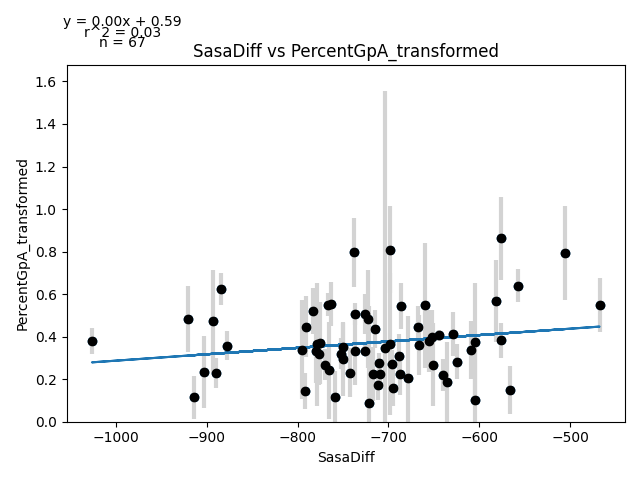 y = 0.00x + 0.59
r^2 = 0.03
n = 67
SasaDiff vs PercentGpA_transformed
1.6
1.4
1.2
1.0
0.8
0.6
0.4
0.2
0.0
PercentGpA_transformed
−1000 −900 −800 −700 −600 −500
SasaDiff